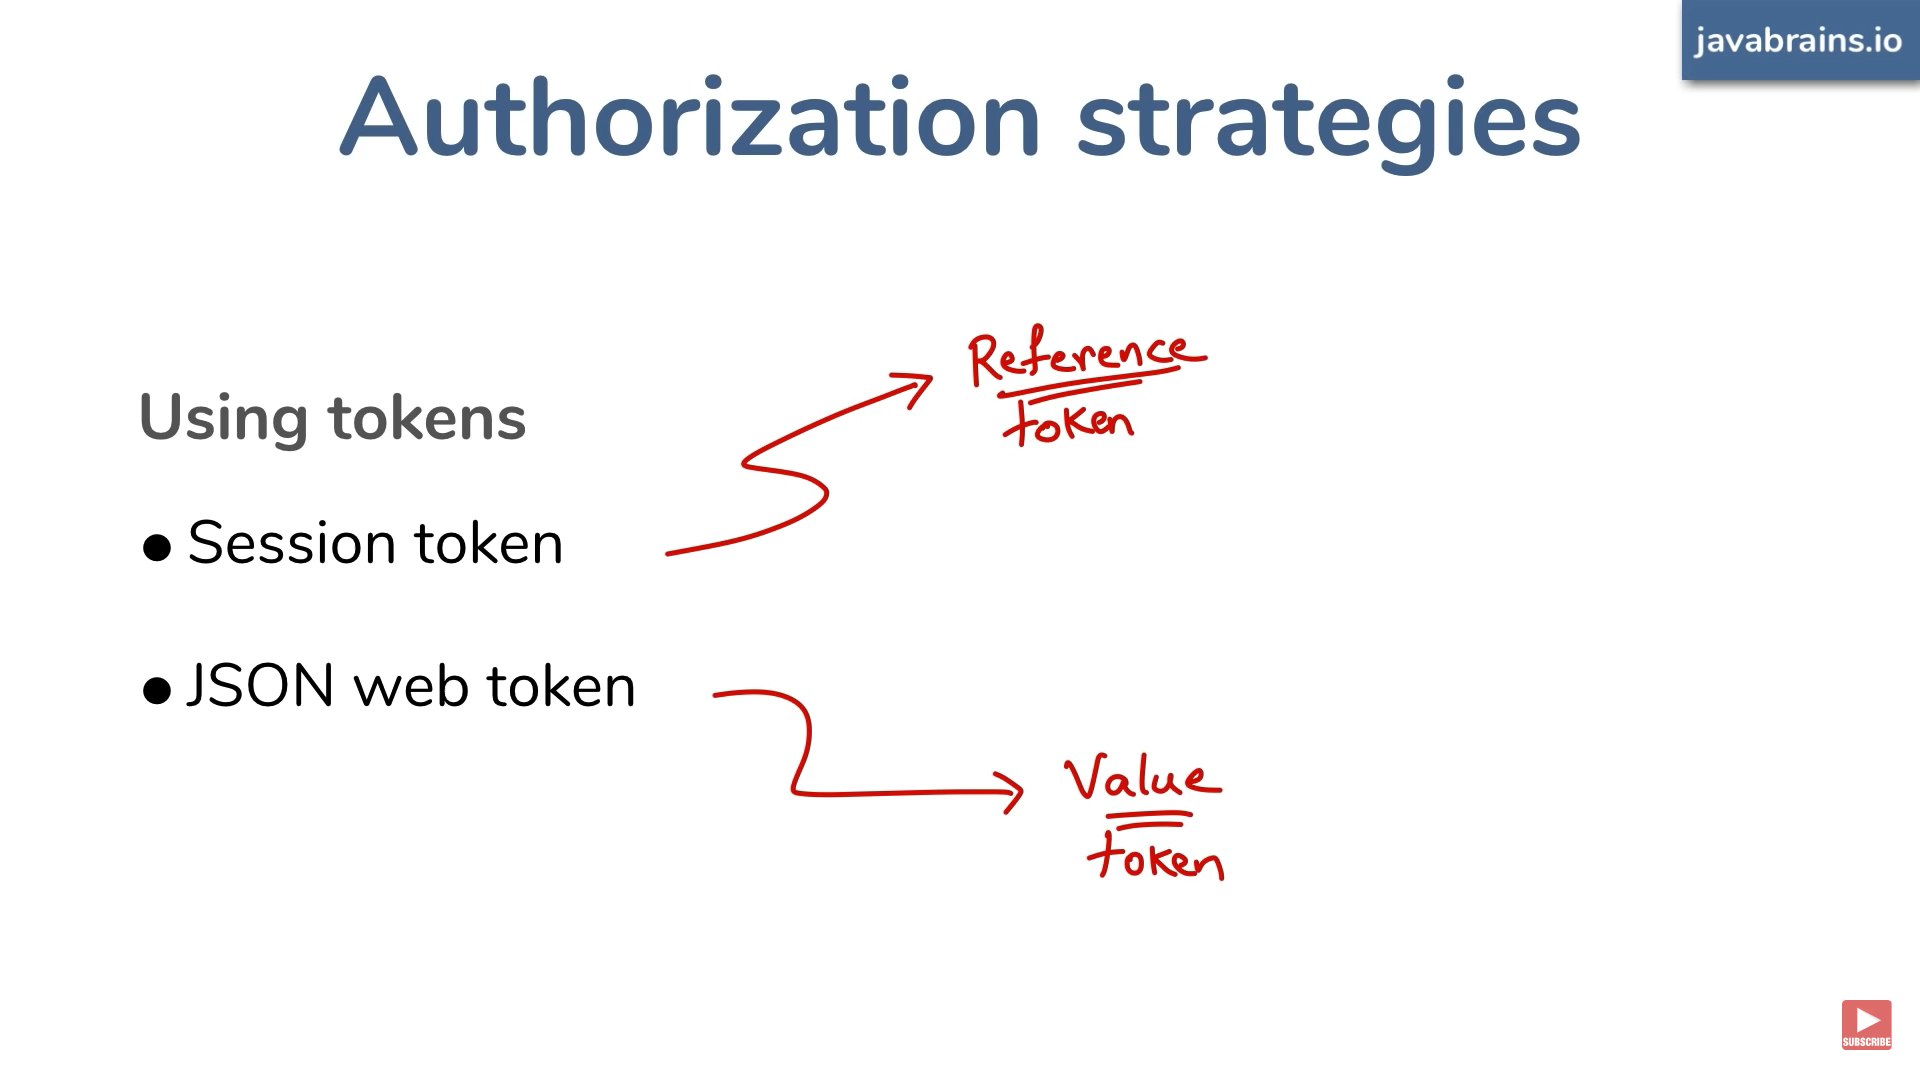 javabrains.io
Authorization strategies
Reference
token
Using tokens
• Session token
• JSON web token
Value
token
SUBSCRIBE